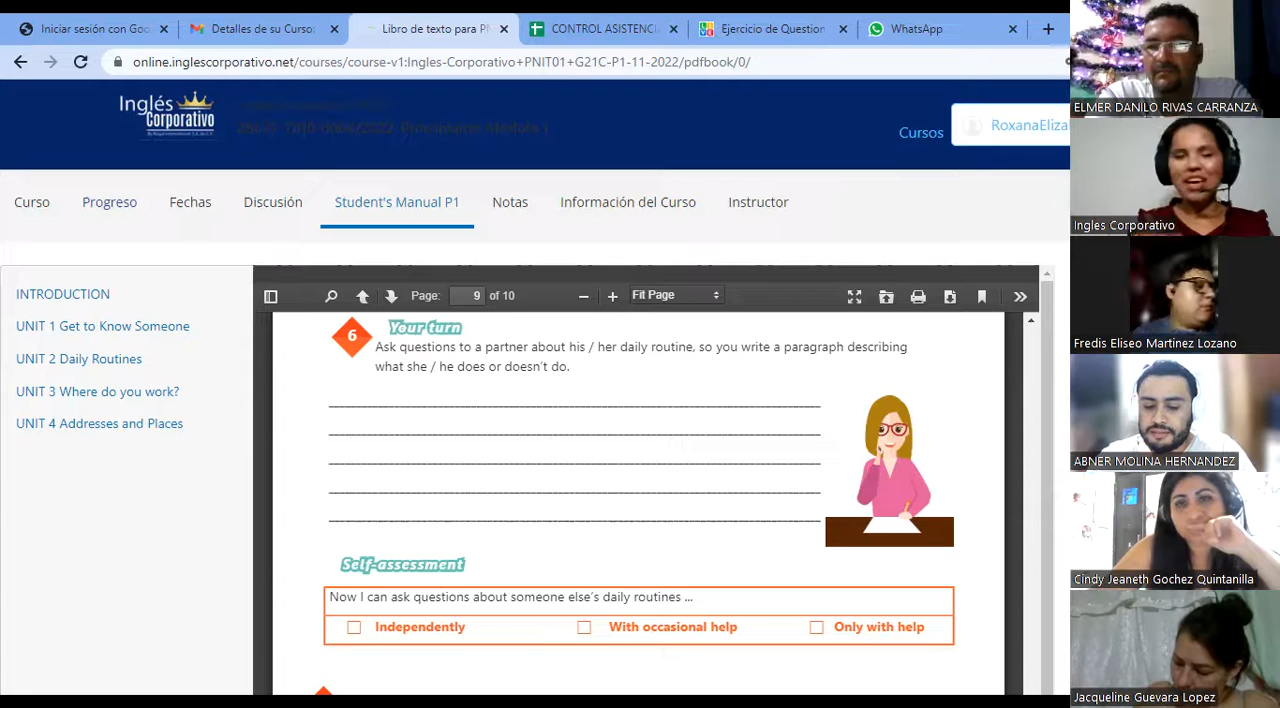 Iniciar sesión con Goo
Detalles de su Curso:
Libro de texto para PN
CONTROL ASISTENCI
Ejercicio de Question
WhatsApp
online.inglescorporativo.net/courses/course-v1:Ingles-Corporativo+PNIT01+G21C-P1-11-2022/pdfbook/0/
Inglés
Corporativo
Cursos
RoxanaEliza
Curso
Progreso
Fechas
Discusión
Student's Manual P1
Notas
Información del Curso
Instructor
INTRODUCTION
UNIT 1 Get to Know Someone
UNIT 2 Daily Routines
UNIT 3 Where do you work?
UNIT 4 Addresses and Places
Page: 9 of 10
Fit Page
6 Your turn
Ask questions to a partner about his / her daily routine, so you write a paragraph describing
what she / he does or doesn't do.
Self-assessment
Now I can ask questions about someone else's daily routines ...
Independently
With occasional help
Only with help
ELMER DANILO RIVAS CARRANZA
Ingles Corporativo
Fredis Eliseo Martinez Lozano
ABNER MOLINA HERNANDEZ
Cindy Jeaneth Gochez Quintanilla
Jacqueline Guevara Lopez